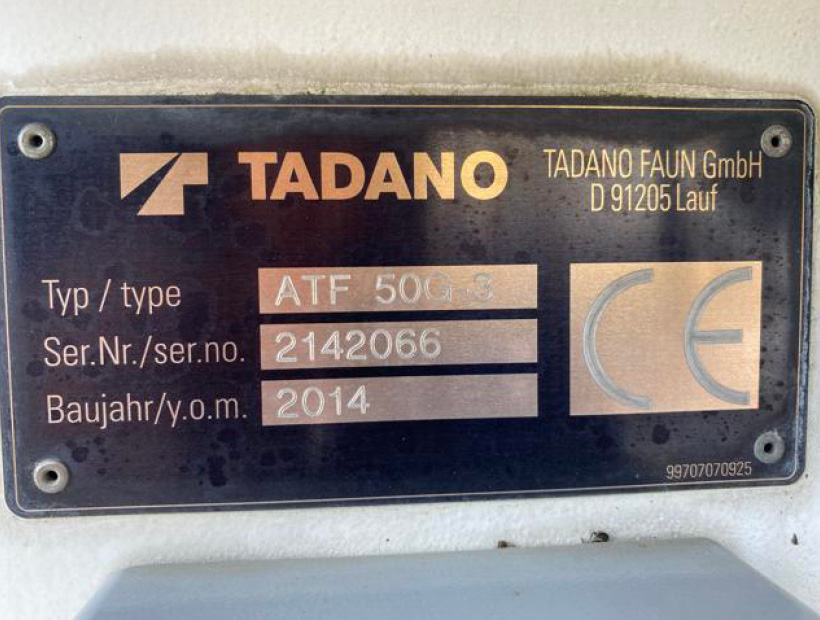 TADANO
TADANO FAUN GmbH
D 91205 Lauf
Typ / type ATF 50G-3
Ser.Nr./ser.no. 2142066
Baujahr/y.o.m. 2014
CE
99707070925